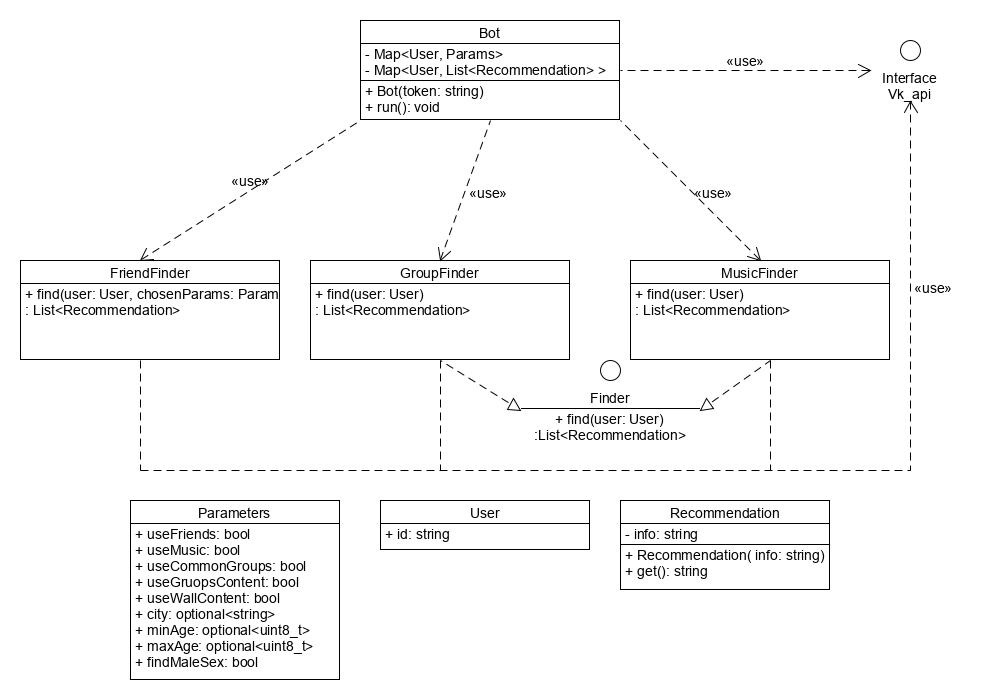 Bot
- Map<User, Params>
- Map<User, List<Recommendation> >
+ Bot(token: string)
+ run(): void
«use»
Interface
Vk_api
«use»
«use»
«use»
FriendFinder
+ find(user: User, chosenParams: Param
: List<Recommendation>
GroupFinder
+ find(user: User)
: List<Recommendation>
MusicFinder
+ find(user: User)
: List<Recommendation>
«use»
Finder
+ find(user: User)
:List<Recommendation>
Parameters
+ useFriends: bool
+ useMusic: bool
+ useCommonGroups: bool
+ useGruopsContent: bool
+ useWallContent: bool
+ city: optional<string>
+ minAge: optional<uint8_t>
+ maxAge: optional<uint8_t>
+ findMaleSex: bool
User
+ id: string
Recommendation
- info: string
+ Recommendation( info: string)
+ get(): string